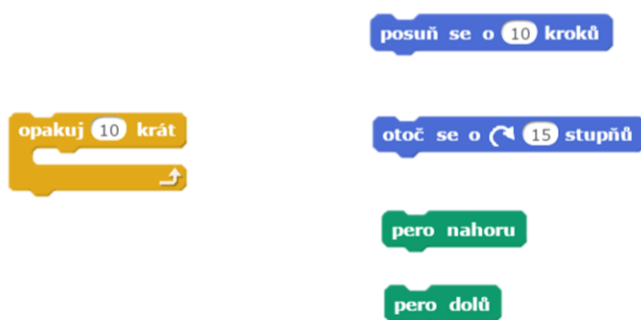 posuň se o 10 kroků
opakuj 10 krát
otoč se o 15 stupňů
pero nahoru
pero dolů